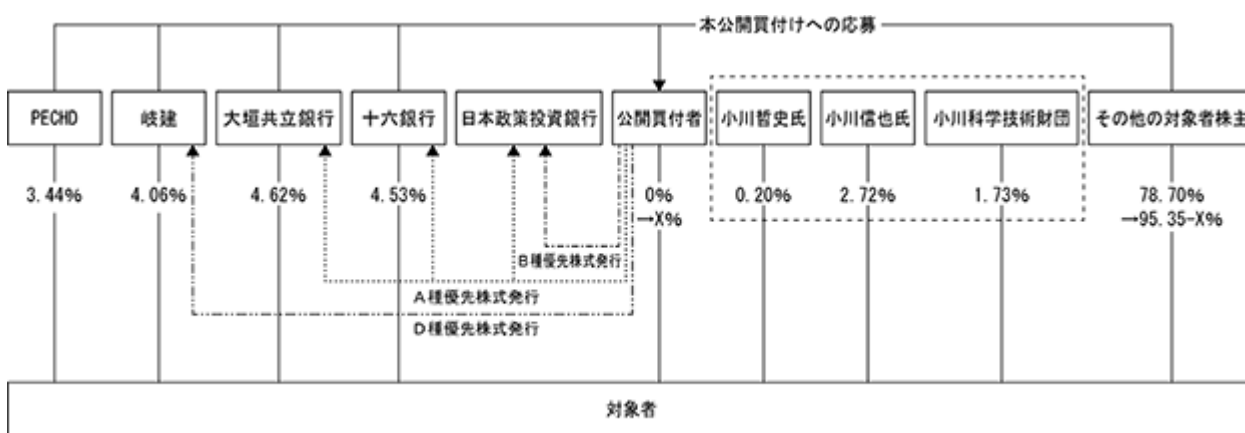 本公開買付けへの応募
PECHD
岐建
大垣共立銀行
十六銀行
日本政策投資銀行
公開買付者
小川哲史氏
小川信也氏
小川科学技術財団
その他の対象者株主
3.44%
4.06%
4.62%
4.53%
0%
→X%
0.20%
2.72%
1.73%
78.70%
→95.35-X%
B種優先株式発行
A種優先株式発行
D種優先株式発行
対象者